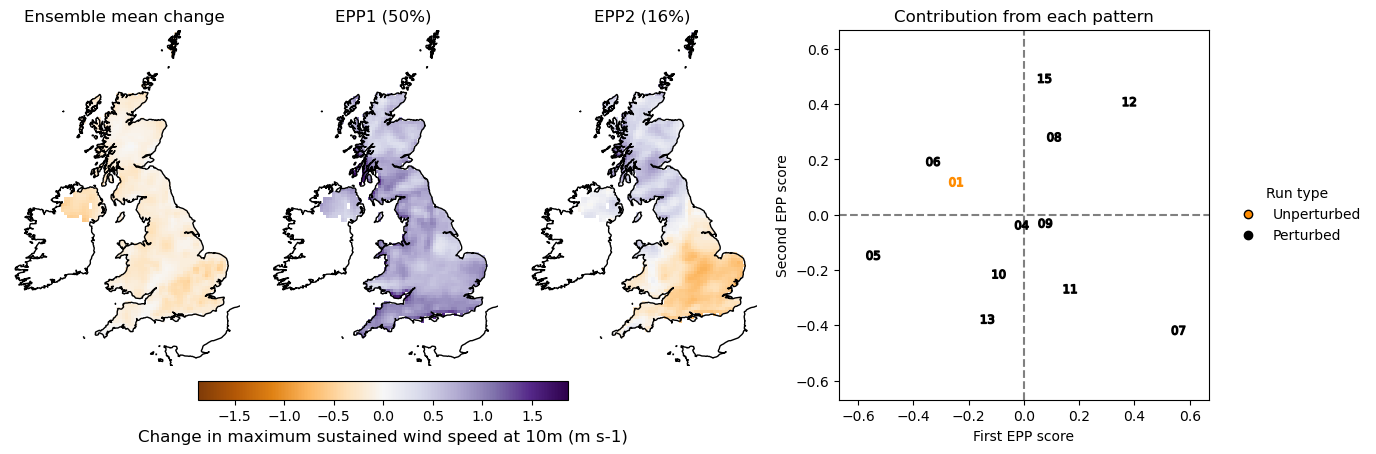 Ensemble mean change
EPP1 (50%)
EPP2 (16%)
Contribution from each pattern
−1.5 −1.0 −0.5 0.0 0.5 1.0 1.5
Change in maximum sustained wind speed at 10m (m s-1)
Second EPP score
0.6
0.4
0.2
0.0
−0.2
−0.4
−0.6
15
12
08
06
01
04
09
05
10
11
13
07
−0.6 −0.4 −0.2 0.0 0.2 0.4 0.6
First EPP score
Run type
Unperturbed
Perturbed